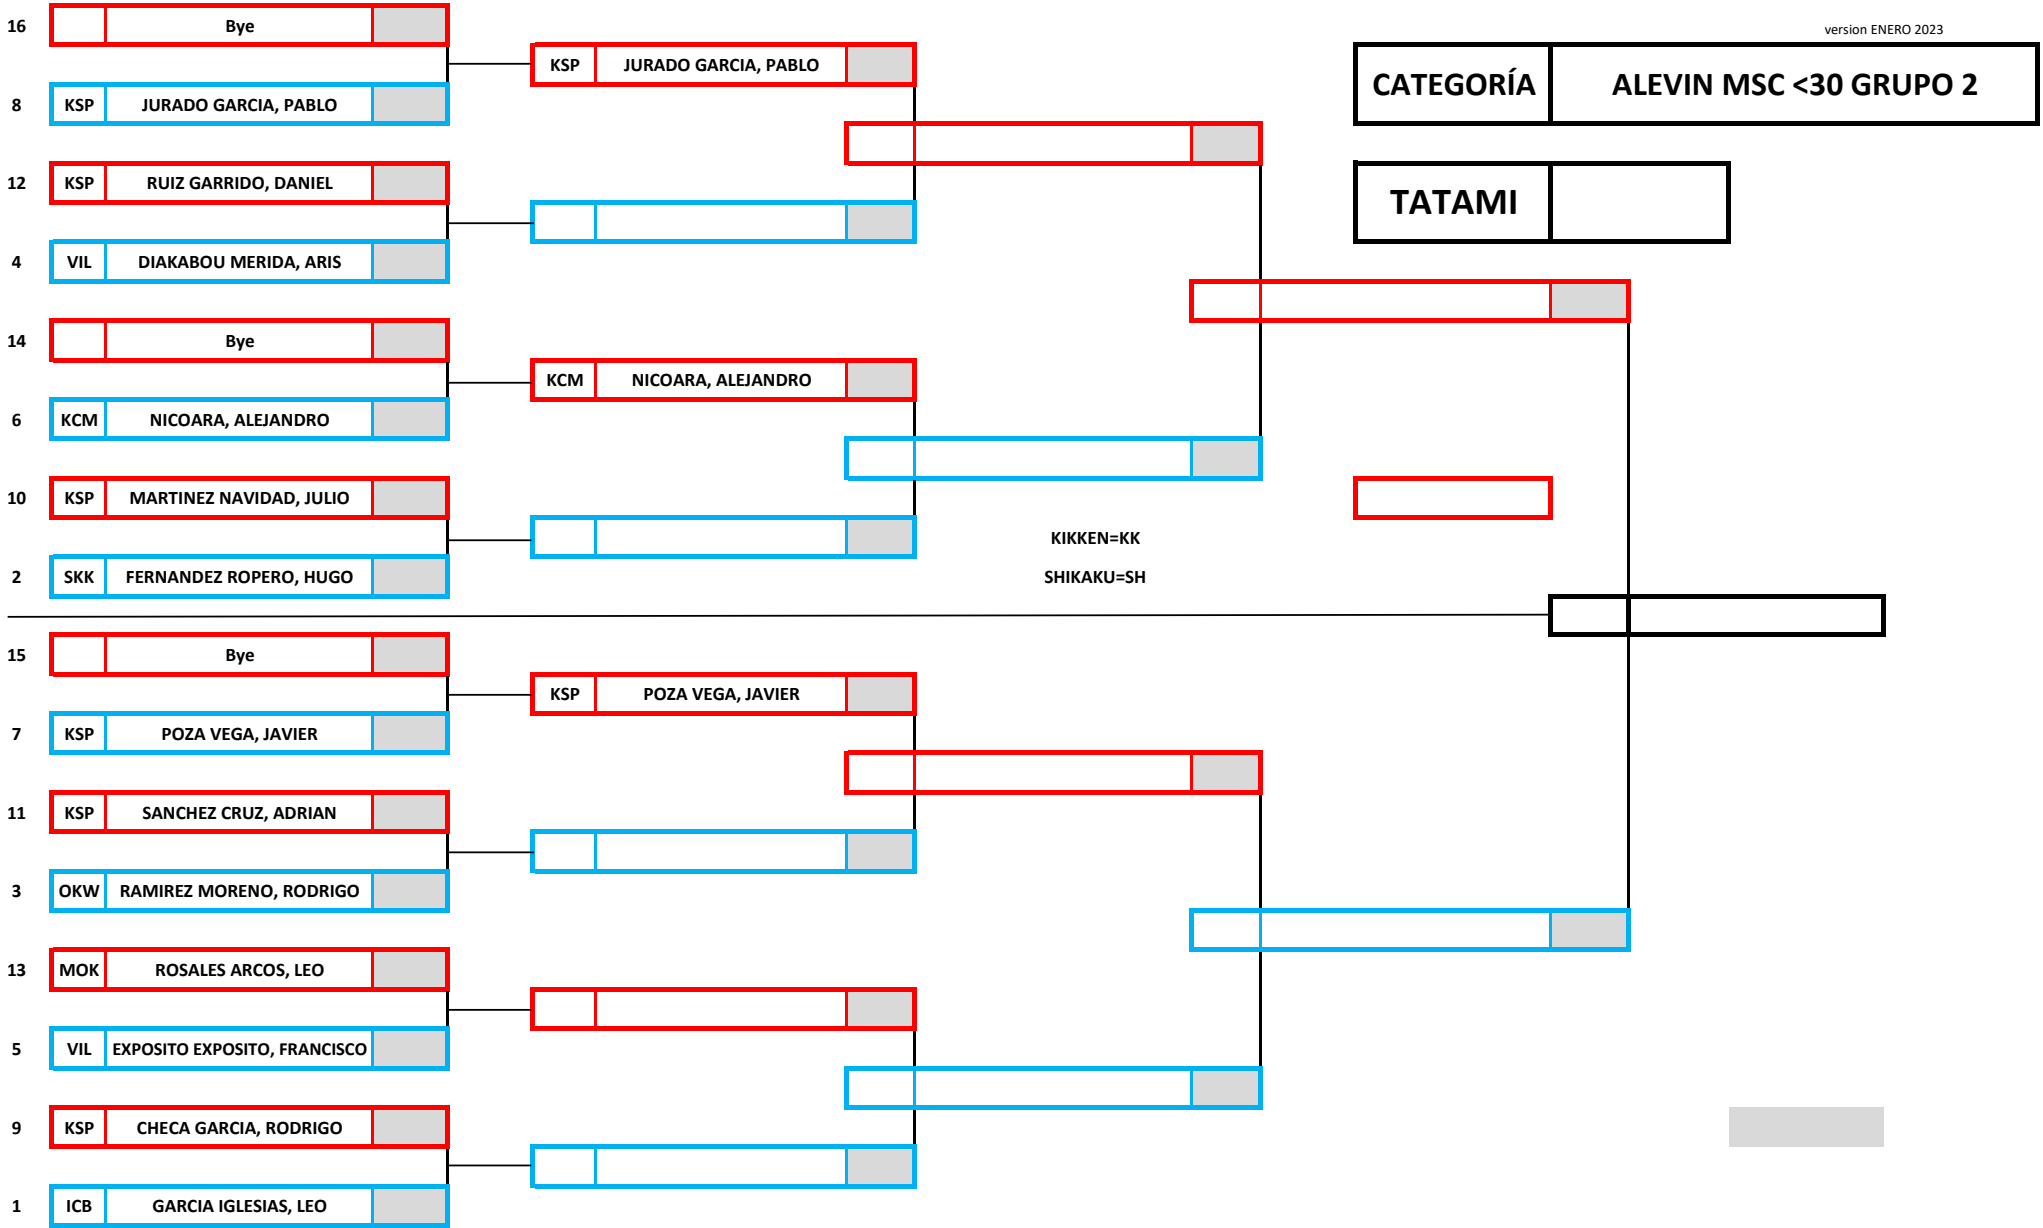 version ENERO 2023
CATEGORÍA ALEVIN MSC <30 GRUPO 2
TATAMI
16 Bye
KSP JURADO GARCIA, PABLO
8 KSP JURADO GARCIA, PABLO
12 KSP RUIZ GARRIDO, DANIEL
4 VIL DIAKABOU MERIDA, ARIS
14 Bye
KCM NICOARA, ALEJANDRO
6 KCM NICOARA, ALEJANDRO
10 KSP MARTINEZ NAVIDAD, JULIO
KIKKEN=KK
2 SKK FERNANDEZ ROPERO, HUGO
SHIKAKU=SH
15 Bye
KSP POZA VEGA, JAVIER
7 KSP POZA VEGA, JAVIER
11 KSP SANCHEZ CRUZ, ADRIAN
3 OKW RAMIREZ MORENO, RODRIGO
13 MOK ROSALES ARCOS, LEO
5 VIL EXPOSITO EXPOSITO, FRANCISCO
9 KSP CHECA GARCIA, RODRIGO
1 ICB GARCIA IGLESIAS, LEO